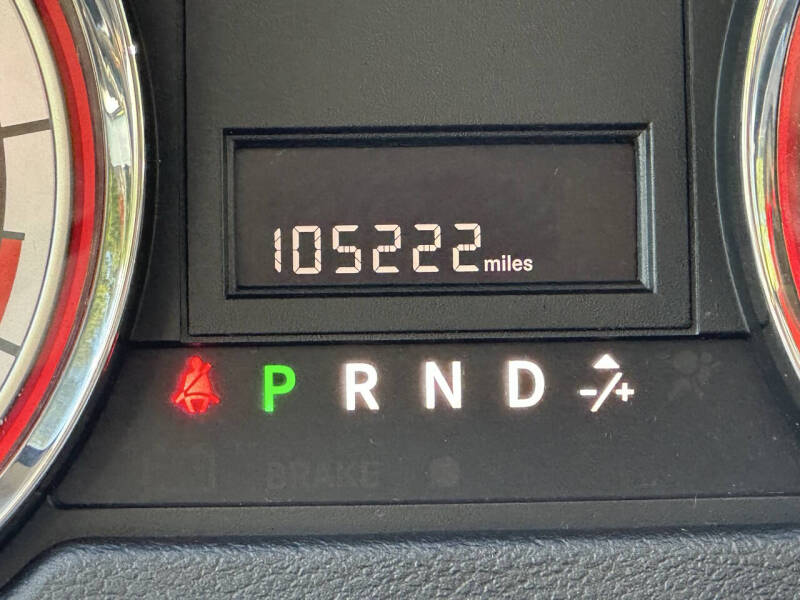 105222 miles
P R N D -/+
BRAKE